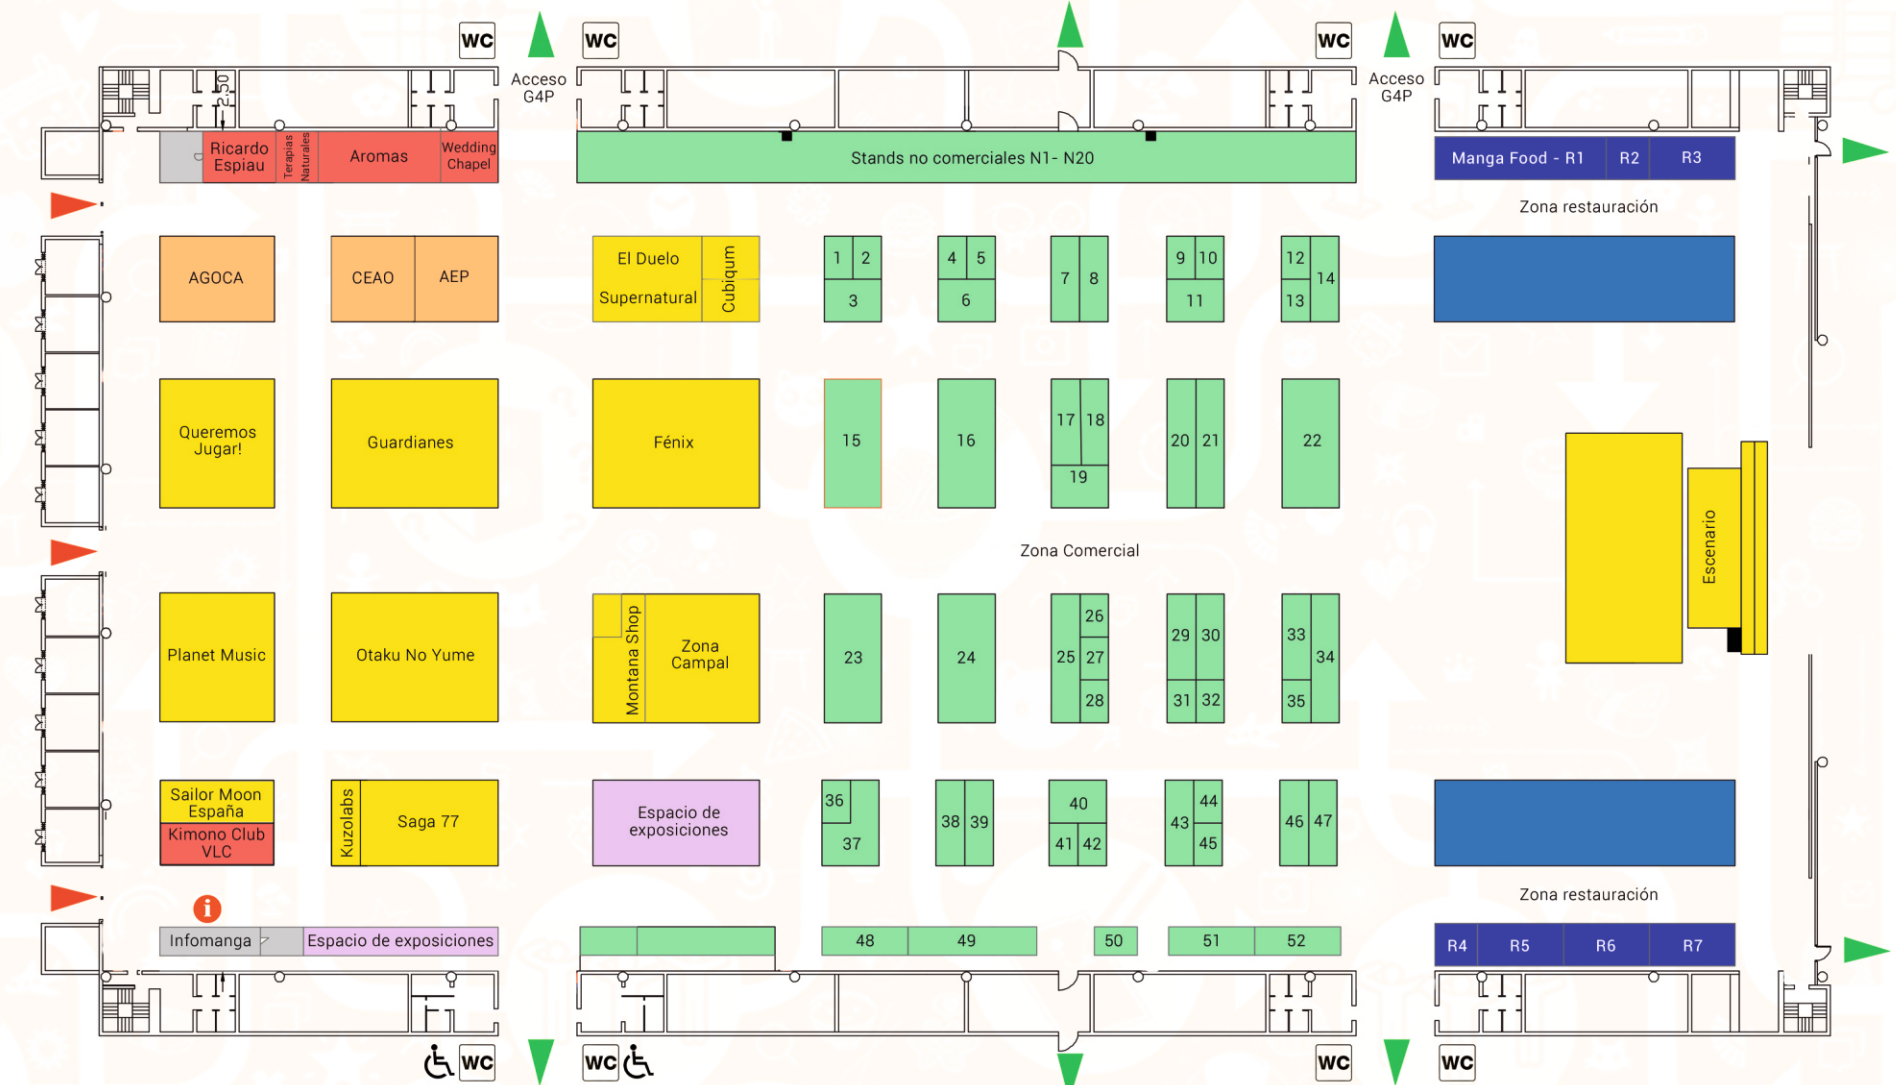 WC
WC
WC
WC
Acceso
G4P
Acceso
G4P
2.50
Ricardo
Espiau
Terapias
Naturales
Aromas
Wedding
Chapel
Stands no comerciales N1- N20
Manga Food - R1
R2
R3
Zona restauración
AGOCA
CEAO
AEP
El Duelo
Supernatural
Cubiqum
1
2
3
4
5
6
7
8
9
10
11
12
13
14
Queremos
Jugar!
Guardianes
Fénix
15
16
17
18
19
20
21
22
Zona Comercial
Escenario
Planet Music
Otaku No Yume
Montana Shop
Zona
Campal
23
24
25
26
27
28
29
30
31
32
33
34
35
Sailor Moon
España
Kimono Club
VLC
Kuzolabs
Saga 77
Espacio de
exposiciones
36
37
38
39
40
41
42
43
44
45
46
47
Zona restauración
i
Infomanga
Espacio de exposiciones
48
49
50
51
52
R4
R5
R6
R7
WC
WC
WC
WC